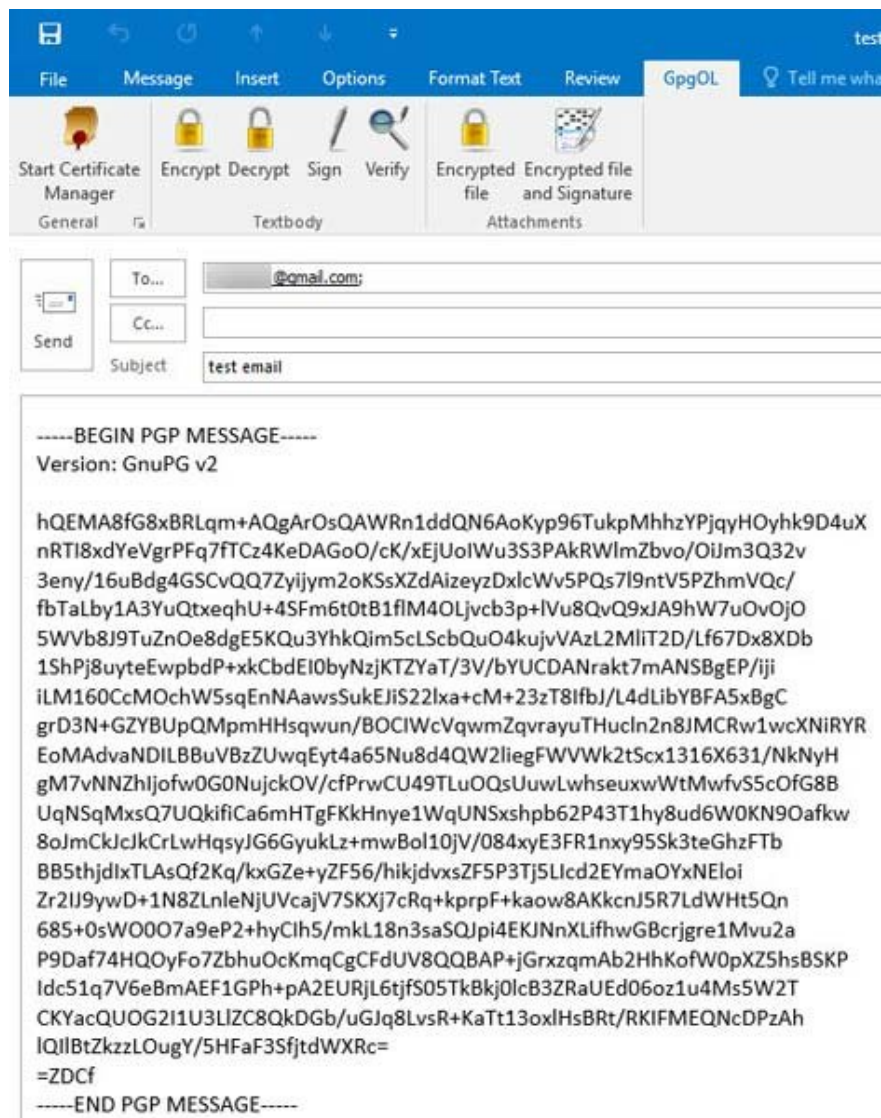 test
File Message Insert Options Format Text Review GpgOL Tell me wha
Start Certificate Manager Encrypt Decrypt Sign Verify Encrypted file Encrypted file and Signature
General Textbody Attachments
To... @gmail.com;
Cc...
Send
Subject test email
-----BEGIN PGP MESSAGE-----
Version: GnuPG v2
hQEMA8fG8xBRLqm+AQgArOsQAWRn1ddQN6AoKyp96TukpMhhzYPjqyHOyhk9D4uX
nRTI8xdYeVgrPFq7fTCz4KeDAGoO/cK/xEjUoIWu3S3PAkRWlmZbvo/OiJm3Q32v
3eny/16uBdg4GSCvQQ7Zyijym2oKSsXZdAizeyzDxlcWv5PQs7l9ntV5PZhmVQc/
fbTaLby1A3YuQtxeqhU+4SFm6t0tB1flM4OLjvcb3p+lVu8QvQ9xJA9hW7uOvOjO
5WVb8J9TuZnOe8dgE5KQu3YhkQim5cLScbQuO4kujvVAzL2MliT2D/Lf67Dx8XDb
1ShPj8uyteEwpbdP+xkCbdEI0byNzjKTZYaT/3V/bYUCDANrakt7mANSBgEP/iji
iLM160CcMOchW5sqEnNAawsSukEJiS22lxa+cM+23zT8IfbJ/L4dLibYBFA5xBgC
grD3N+GZYBUpQMpmHHsqwun/BOCIWcVqwmZqvrayuTHucln2n8JMCRw1wcXNiRYR
EoMAdvaNDILBBuVBzZUwqEyt4a65Nu8d4QW2liegFWVWk2tScx1316X631/NkNyH
gM7vNNZhIjofw0G0NujckOV/cfPrwCU49TLuOQsUuwLwhseuxwWtMwfvS5cOfG8B
UqNSqMxsQ7UQkifiCa6mHTgFKkHnye1WqUNSxshpb62P43T1hy8ud6W0KN9Oafkw
8oJmCkJcJkCrLwHqsyJG6GyukLz+mwBol10jV/084xyE3FR1nxy95Sk3teGhzFTb
BB5thjdIxTLAsQf2Kq/kxGZe+yZF56/hikjdvxsZF5P3Tj5LIcd2EYmaOYxNEloi
Zr2IJ9ywD+1N8ZLnleNjUVcajV7SKXj7cRq+kprpF+kaow8AKkcnJ5R7LdWHt5Qn
685+0sWO0O7a9eP2+hyCIh5/mkL18n3saSQJpi4EKJNnXLifhwGBcrjgre1Mvu2a
P9Daf74HQOyFo7ZbhuOcKmqCgCFdUV8QQBAP+jGrxzqmAb2HhKofW0pXZ5hsBSKP
Idc51q7V6eBmAEF1GPh+pA2EURjL6tjfS05TkBkj0lcB3ZRaUEd06oz1u4Ms5W2T
CKYacQUOG2I1U3LlZC8QkDGb/uGJq8LvsR+KaTt13oxlHsBRt/RKIFMEQNcDPzAh
lQIlBtZkzzLOugY/5HFaF3SfjtdWXRc=
=ZDCf
-----END PGP MESSAGE-----